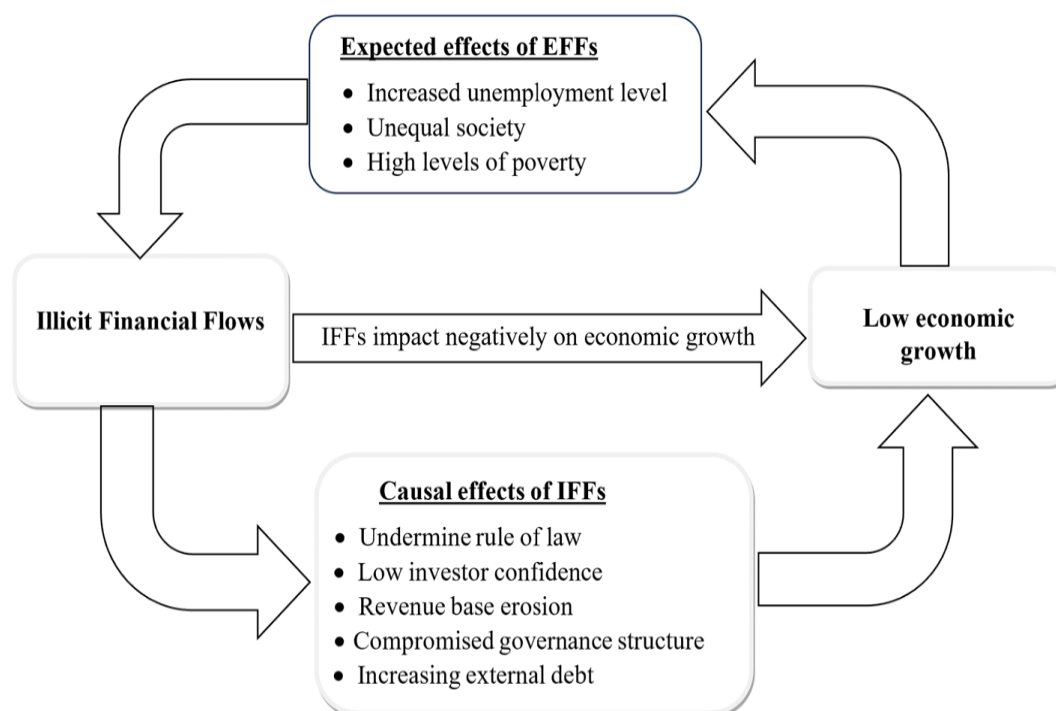 Expected effects of EFFs
• Increased unemployment level
• Unequal society
• High levels of poverty
Illicit Financial Flows
IFFs impact negatively on economic growth
Low economic
growth
Causal effects of IFFs
• Undermine rule of law
• Low investor confidence
• Revenue base erosion
• Compromised governance structure
• Increasing external debt